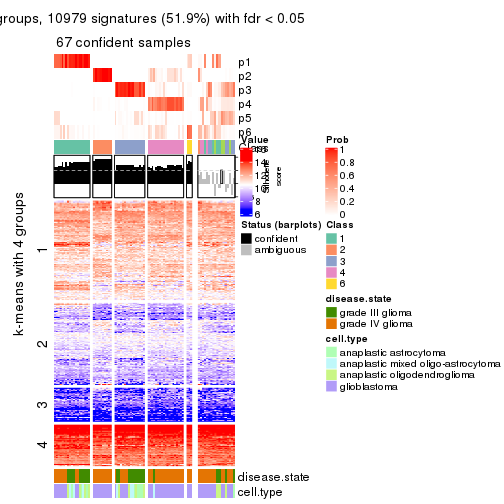 groups, 10979 signatures (51.9%) with fdr < 0.05
67 confident samples
p1
p2
p3
p4
p5
p6
Class
k-means with 4 groups
1
2
3
4
disease.state
cell.type
Value
16
14
12
10
8
6
score
Prob
1
0.8
0.6
0.4
0.2
0
Status (barplots)
confident
ambiguous
Class
1
2
3
4
6
disease.state
grade III glioma
grade IV glioma
cell.type
anaplastic astrocytoma
anaplastic mixed oligo-astrocytoma
anaplastic oligodendroglioma
glioblastoma